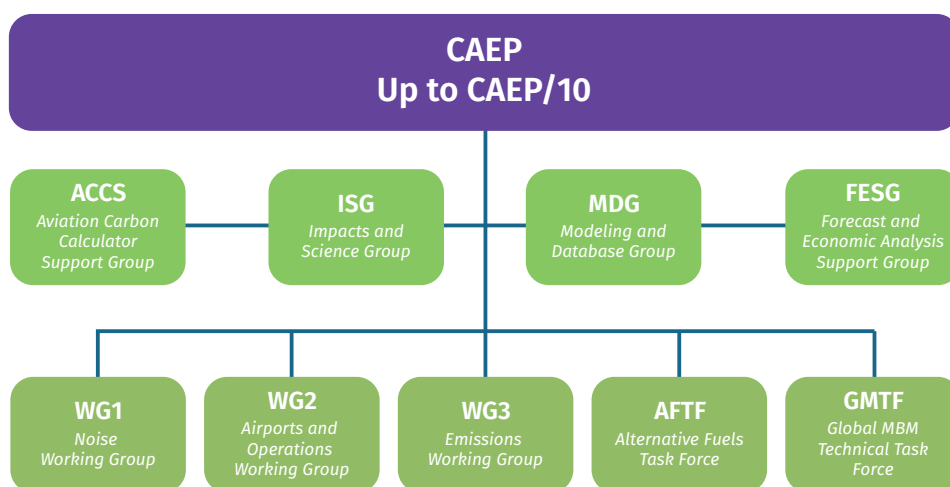 CAEP
Up to CAEP/10
ACCS
Aviation Carbon
Calculator
Support Group
ISG
Impacts and
Science Group
MDG
Modeling and
Database Group
FESG
Forecast and
Economic Analysis
Support Group
WG1
Noise
Working Group
WG2
Airports and
Operations
Working Group
WG3
Emissions
Working Group
AFTF
Alternative Fuels
Task Force
GMTF
Global MBM
Technical Task
Force